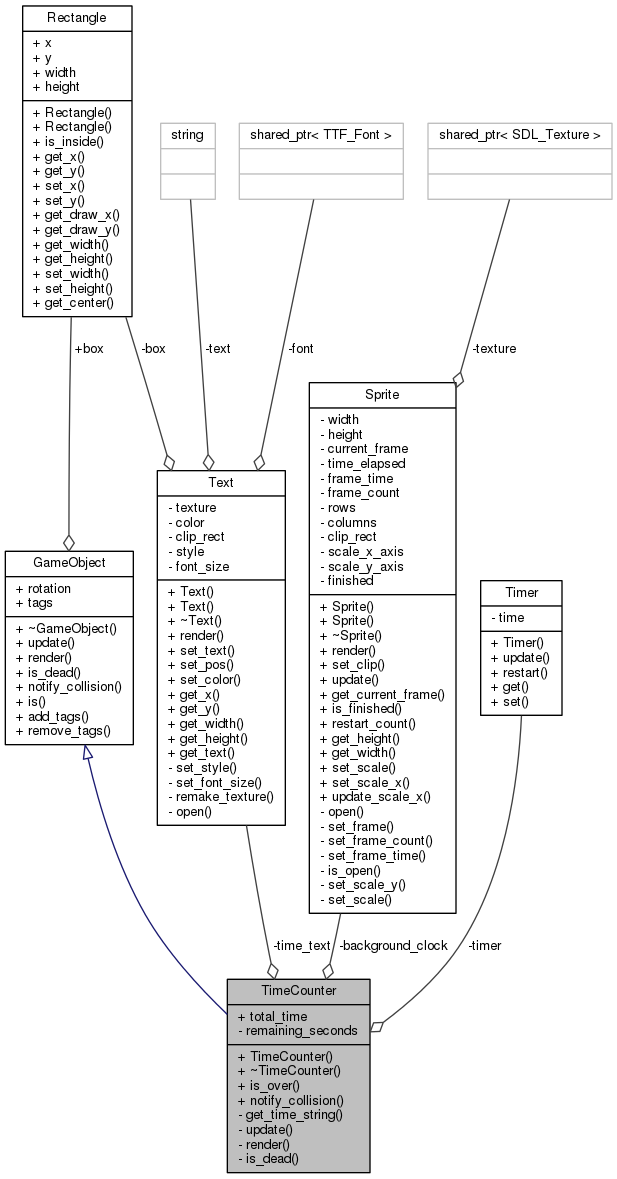 Rectangle
+ x
+ y
+ width
+ height
+ Rectangle()
+ Rectangle()
+ is_inside()
+ get_x()
+ get_y()
+ set_x()
+ set_y()
+ get_draw_x()
+ get_draw_y()
+ get_width()
+ get_height()
+ set_width()
+ set_height()
+ get_center()
string
shared_ptr< TTF_Font >
shared_ptr< SDL_Texture >
+box
-box
-text
-font
-texture
GameObject
+ rotation
+ tags
+ ~GameObject()
+ update()
+ render()
+ is_dead()
+ notify_collision()
+ is()
+ add_tags()
+ remove_tags()
Text
- texture
- color
- clip_rect
- style
- font_size
+ Text()
+ Text()
+ ~Text()
+ render()
+ set_text()
+ set_pos()
+ set_color()
+ get_x()
+ get_y()
+ get_width()
+ get_height()
+ get_text()
- set_style()
- set_font_size()
- remake_texture()
- open()
Sprite
- width
- height
- current_frame
- time_elapsed
- frame_time
- frame_count
- rows
- columns
- clip_rect
- scale_x_axis
- scale_y_axis
- finished
+ Sprite()
+ Sprite()
+ ~Sprite()
+ render()
+ set_clip()
+ update()
+ get_current_frame()
+ is_finished()
+ restart_count()
+ get_height()
+ get_width()
+ set_scale()
+ set_scale_x()
+ update_scale_x()
- open()
- set_frame()
- set_frame_count()
- set_frame_time()
- is_open()
- set_scale_y()
- set_scale()
Timer
- time
+ Timer()
+ update()
+ restart()
+ get()
+ set()
-time_text
-background_clock
-timer
TimeCounter
+ total_time
- remaining_seconds
+ TimeCounter()
+ ~TimeCounter()
+ is_over()
+ notify_collision()
- get_time_string()
- update()
- render()
- is_dead()